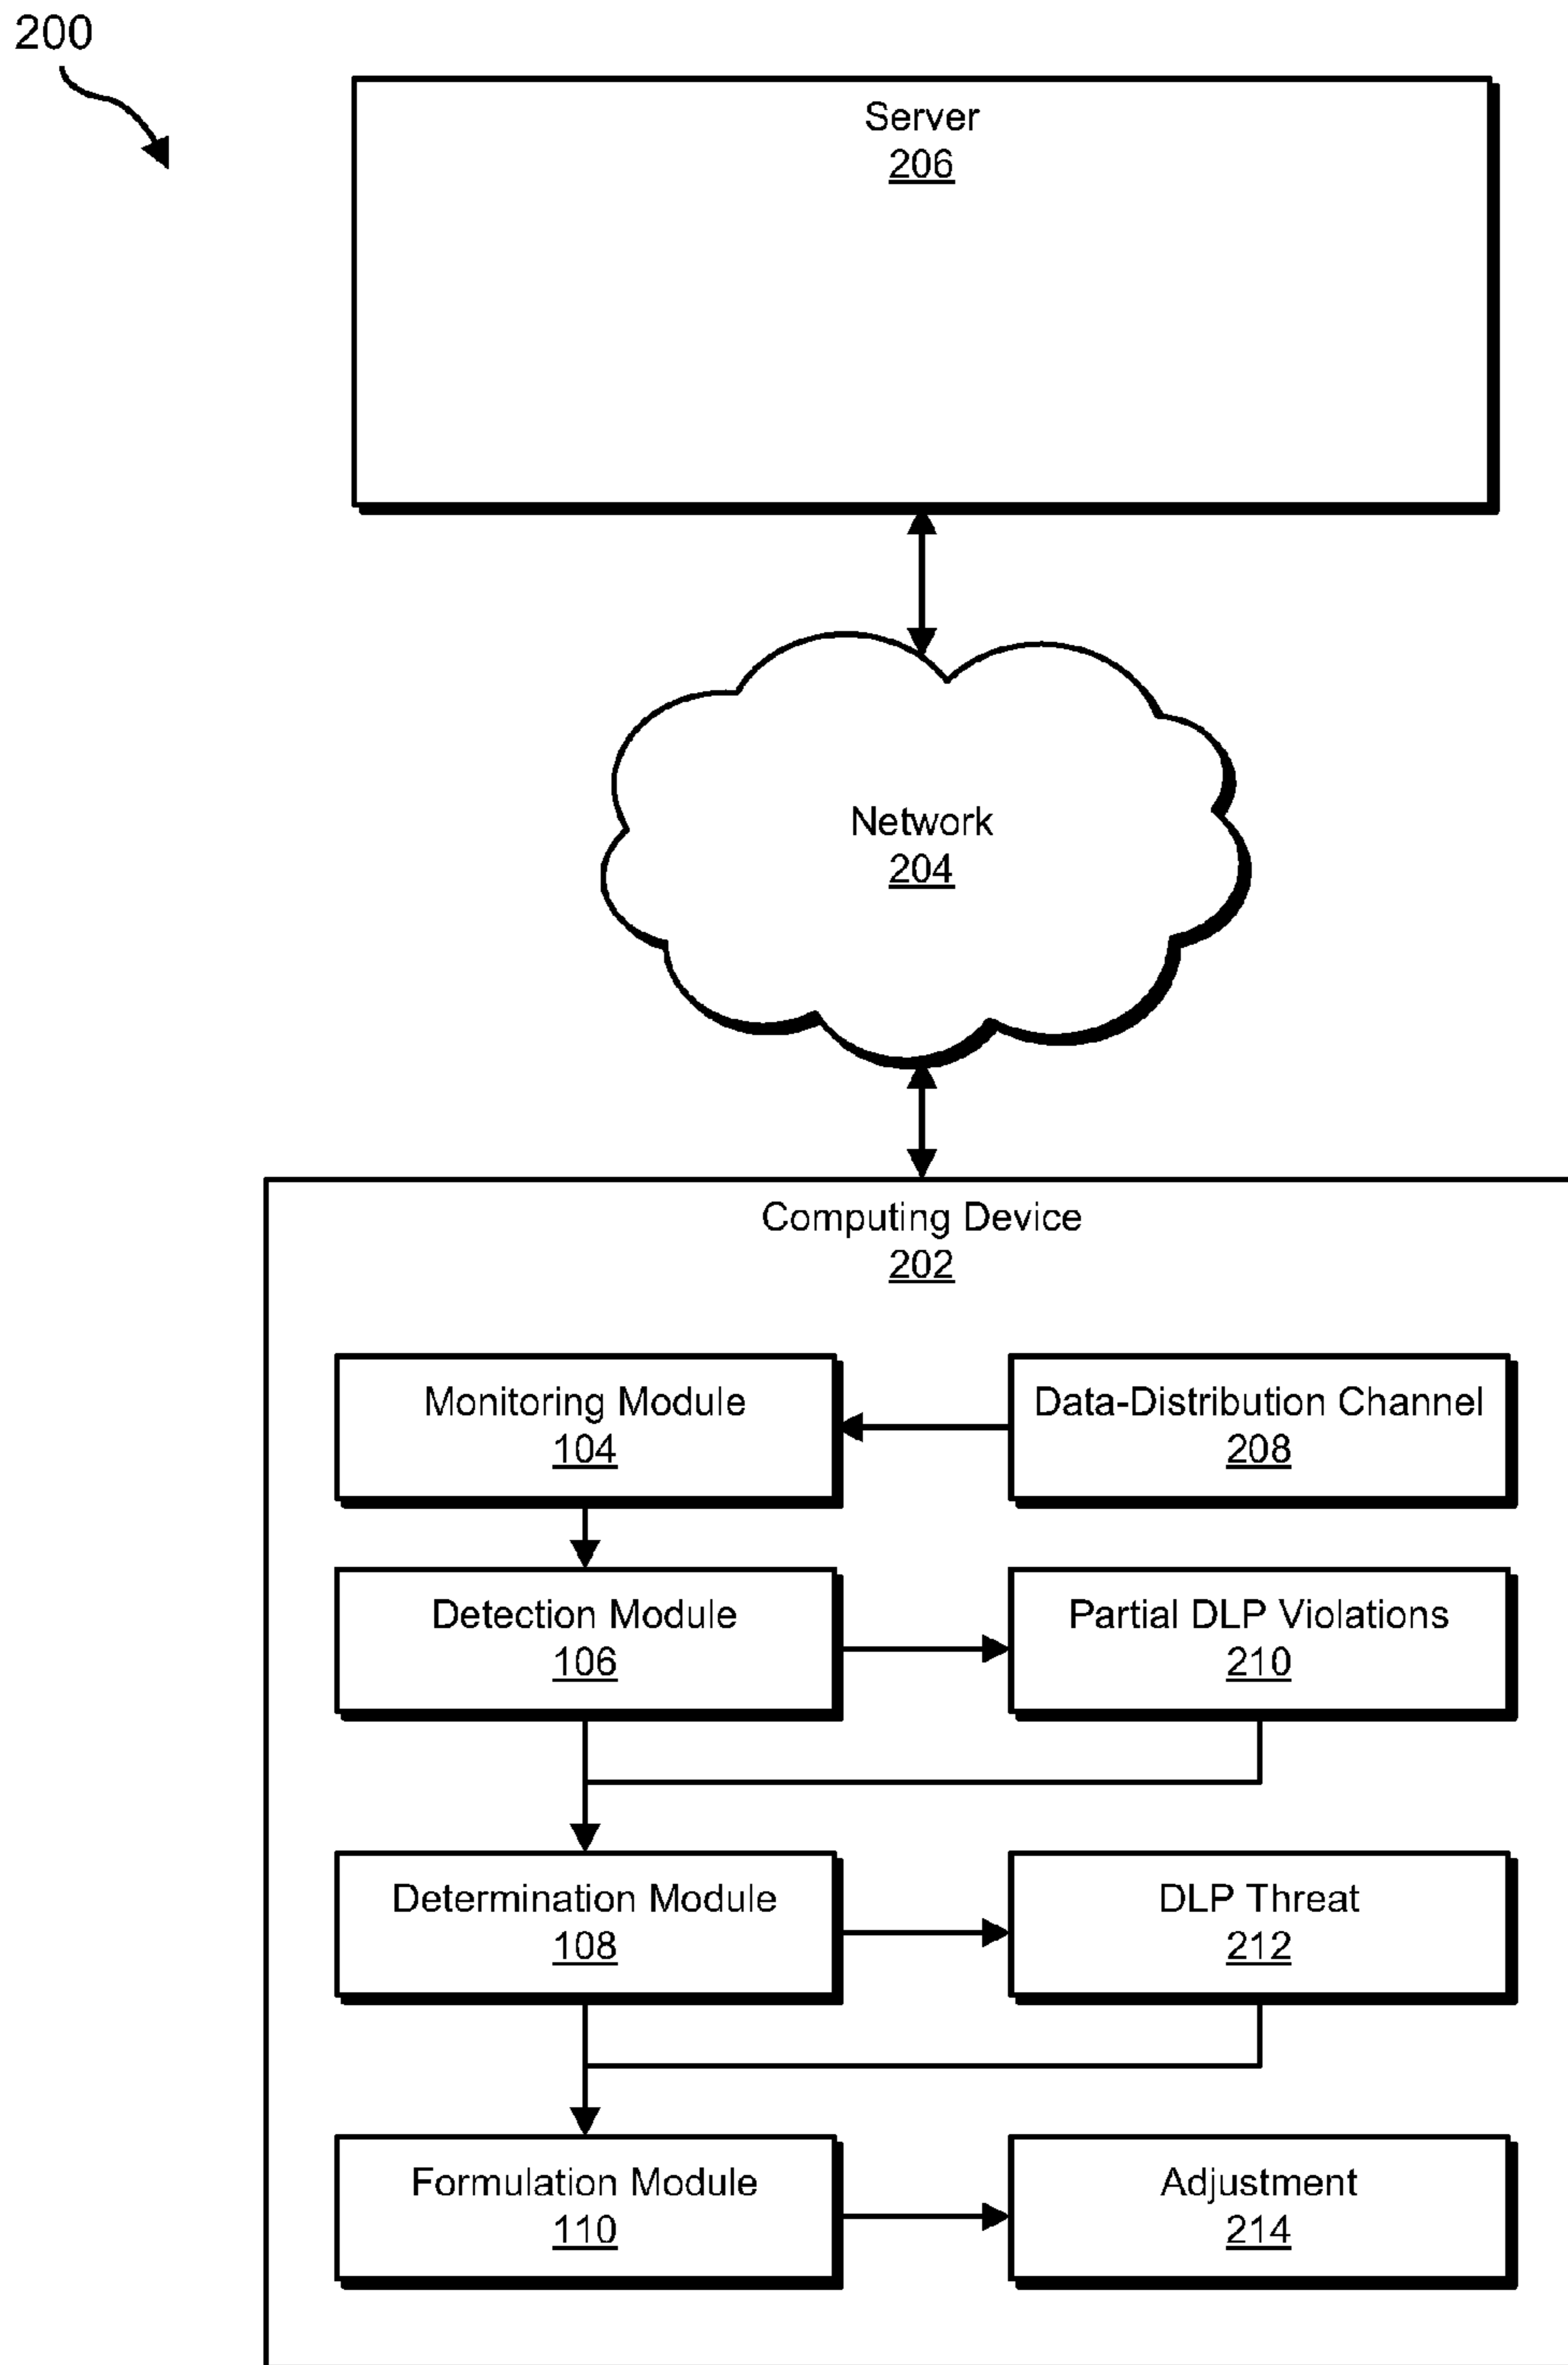 200
Server
206
Network
204
Computing Device
202
Monitoring Module
104
Data-Distribution Channel
208
Detection Module
106
Partial DLP Violations
210
Determination Module
108
DLP Threat
212
Formulation Module
110
Adjustment
214